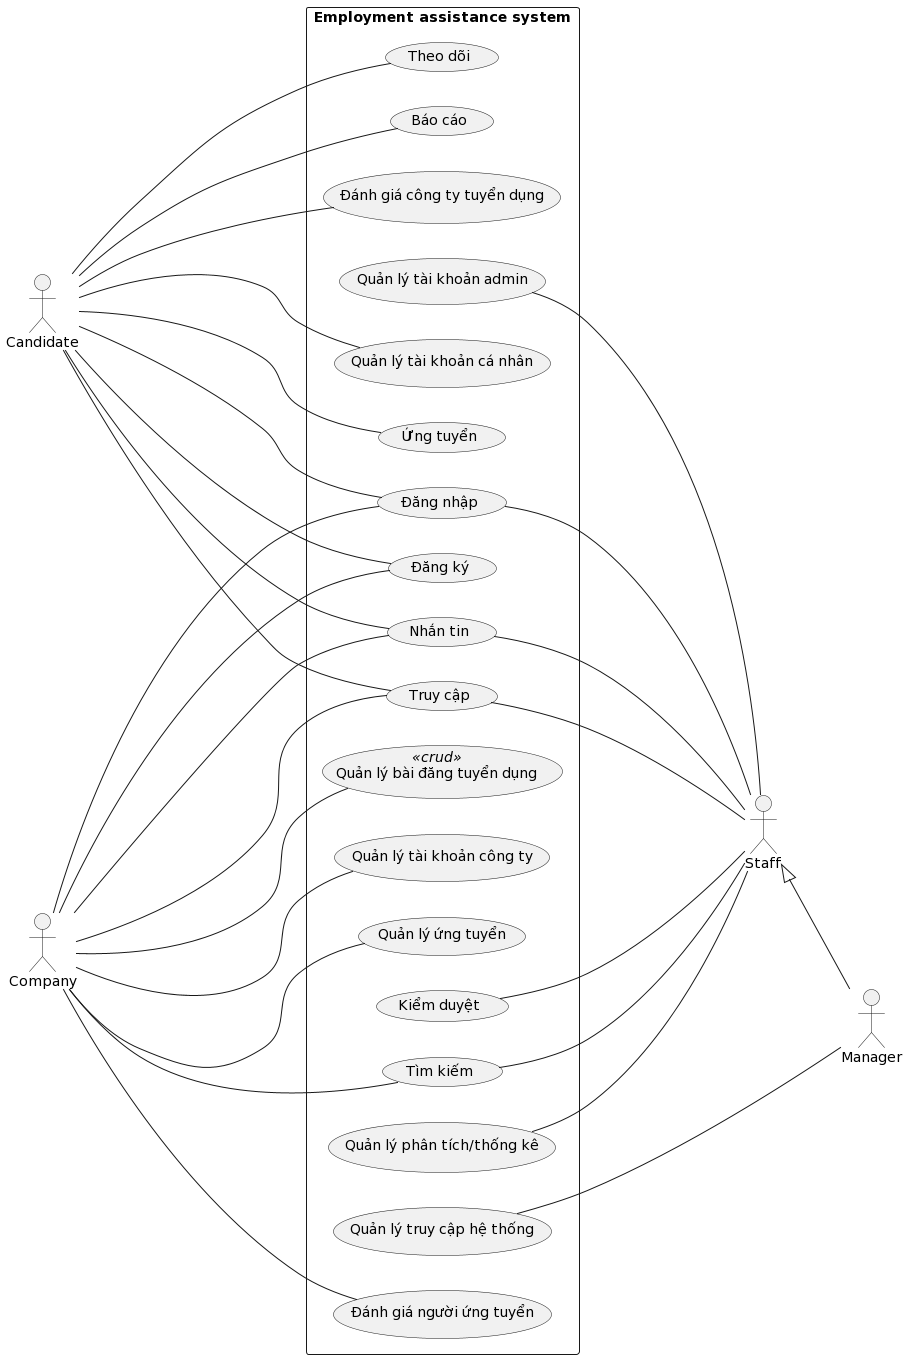 Employment assistance system
Theo dõi
Báo cáo
Đánh giá công ty tuyển dụng
Quản lý tài khoản admin
Candidate
Quản lý tài khoản cá nhân
Ứng tuyển
Đăng nhập
Đăng ký
Nhắn tin
Truy cập
«crud»
Quản lý bài đăng tuyển dụng
Quản lý tài khoản công ty
Staff
Quản lý ứng tuyển
Company
Kiểm duyệt
Manager
Tìm kiếm
Quản lý phân tích/thống kê
Quản lý truy cập hệ thống
Đánh giá người ứng tuyển